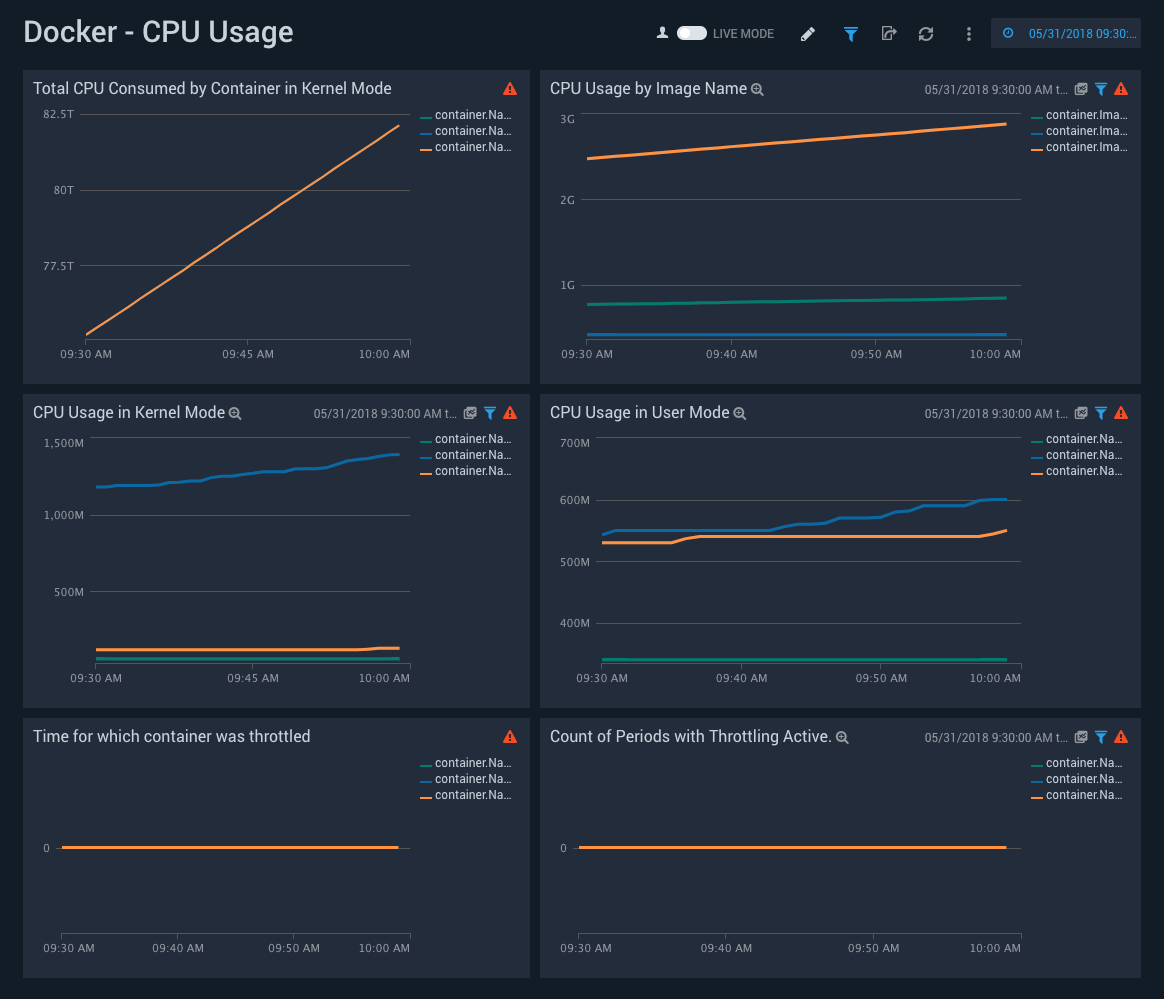 Docker - CPU Usage
LIVE MODE
05/31/2018 09:30:...
Total CPU Consumed by Container in Kernel Mode
82.5T
80T
77.5T
09:30 AM 09:45 AM 10:00 AM
container.Na...
container.Na...
container.Na...
CPU Usage by Image Name
05/31/2018 9:30:00 AM t...
3G
2G
1G
09:30 AM 09:40 AM 09:50 AM 10:00 AM
container.Ima...
container.Ima...
container.Ima...
CPU Usage in Kernel Mode
05/31/2018 9:30:00 AM t...
1,500M
1,000M
500M
09:30 AM 09:45 AM 10:00 AM
container.Na...
container.Na...
container.Na...
CPU Usage in User Mode
05/31/2018 9:30:00 AM t...
700M
600M
500M
400M
09:30 AM 09:40 AM 09:50 AM 10:00 AM
container.Na...
container.Na...
container.Na...
Time for which container was throttled
0
09:30 AM 09:40 AM 09:50 AM 10:00 AM
container.Na...
container.Na...
container.Na...
Count of Periods with Throttling Active.
05/31/2018 9:30:00 AM t...
0
09:30 AM 09:40 AM 09:50 AM 10:00 AM
container.Na...
container.Na...
container.Na...